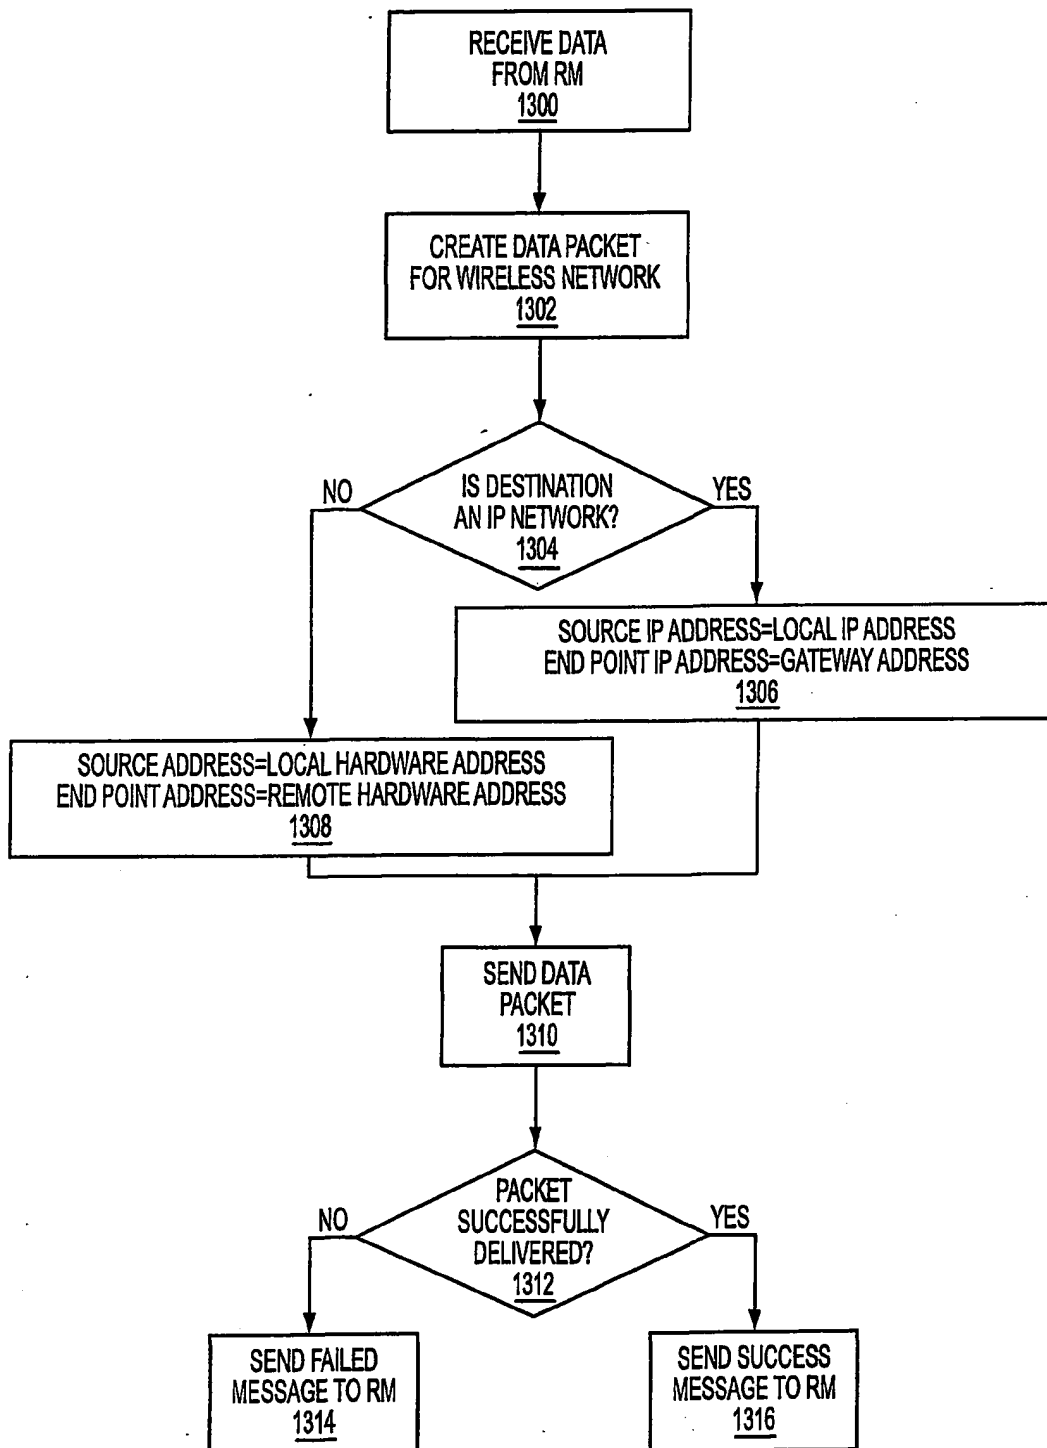 RECEIVE DATA
FROM RM
1300
CREATE DATA PACKET
FOR WIRELESS NETWORK
1302
NO
IS DESTINATION
AN IP NETWORK?
1304
YES
SOURCE IP ADDRESS=LOCAL IP ADDRESS
END POINT IP ADDRESS=GATEWAY ADDRESS
1306
SOURCE ADDRESS=LOCAL HARDWARE ADDRESS
END POINT ADDRESS=REMOTE HARDWARE ADDRESS
1308
SEND DATA
PACKET
1310
NO
PACKET
SUCCESSFULLY
DELIVERED?
1312
YES
SEND FAILED
MESSAGE TO RM
1314
SEND SUCCESS
MESSAGE TO RM
1316